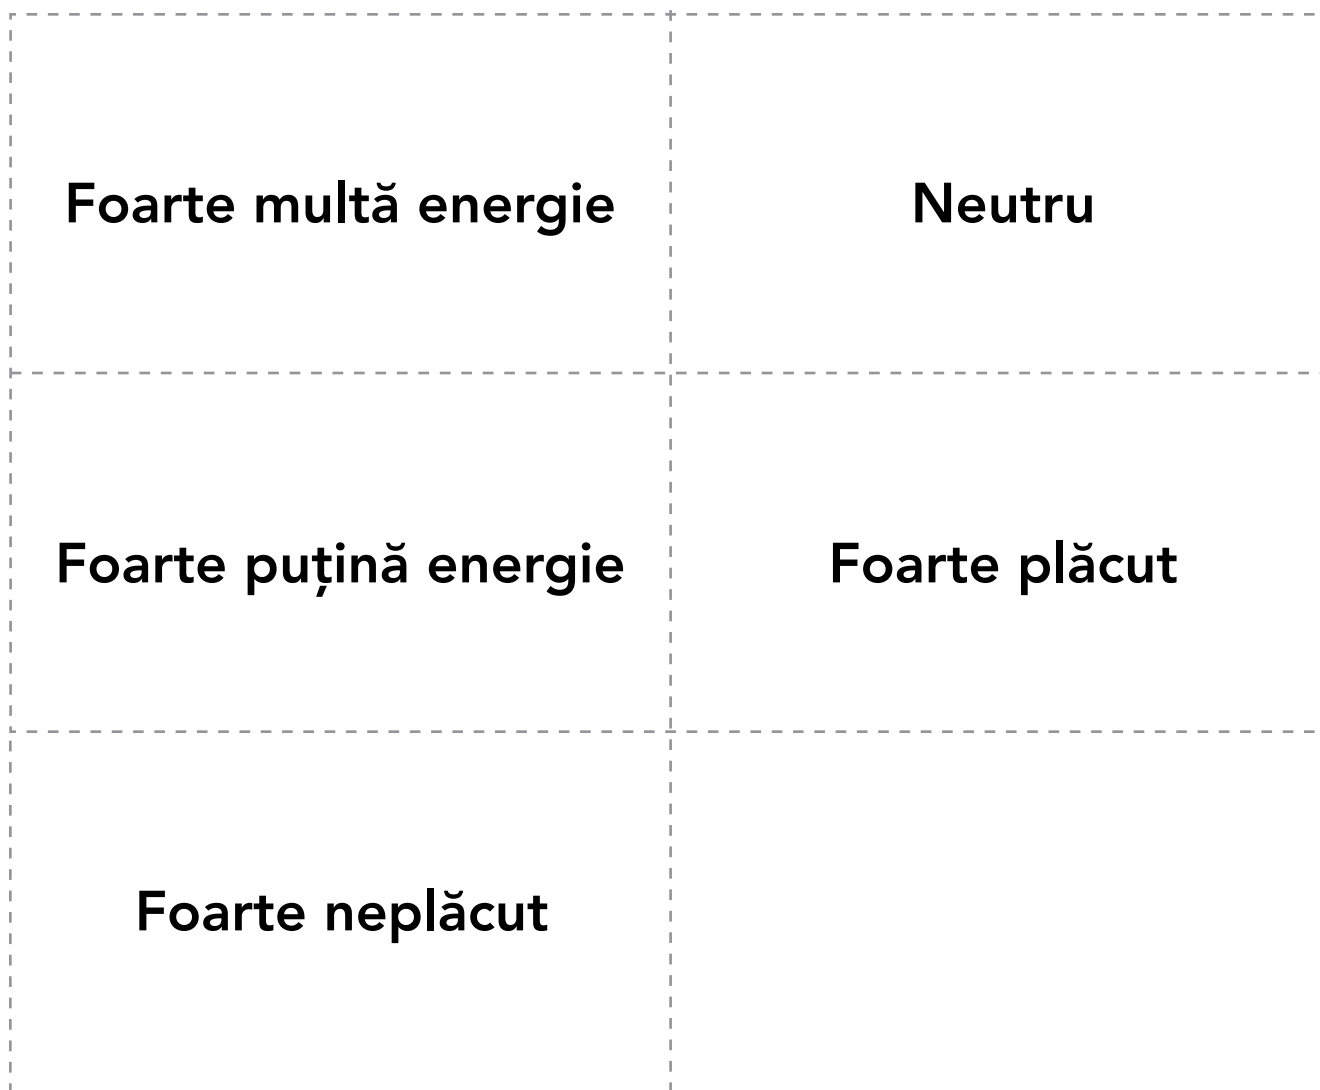 Foarte multă energie
Neutru
Foarte puțină energie
Foarte plăcut
Foarte neplăcut